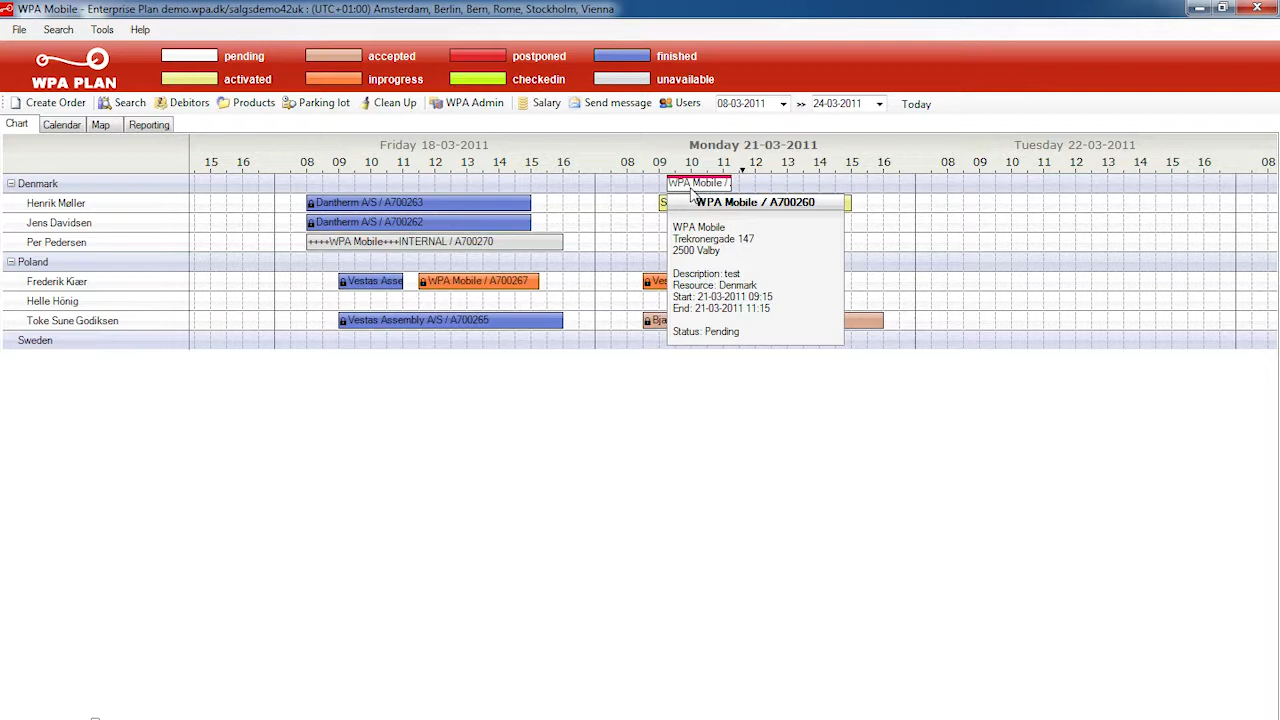 WPA Mobile - Enterprise Plan demo.wpa.dk/salgsdemo42uk : (UTC+01:00) Amsterdam, Berlin, Bern, Rome, Stockholm, Vienna
File Search Tools Help
pending accepted postponed finished
WPA PLAN activated inprogress checkedin unavailable
Create Order Search Debitors Products Parking lot Clean Up WPA Admin Salary Send message Users 08-03-2011 >> 24-03-2011 Today
Chart Calendar Map Reporting
Friday 18-03-2011 Monday 21-03-2011 Tuesday 22-03-2011
15 16 08 09 10 11 12 13 14 15 16 08 09 10 11 12 13 14 15 16 08 09 10 11 12 13 14 15 16 08
Denmark WPA Mobile /
Henrik Møller Dantherm A/S / A700263 S
WPA Mobile / A700260
Jens Davidsen Dantherm A/S / A700262
Per Pedersen ++++WPA Mobile+++INTERNAL / A700270
Poland
Frederik Kjær Vestas Asse WPA Mobile / A700267 Ves
Helle Hönig
Toke Sune Godiksen Vestas Assembly A/S / A700265 Bja
Sweden
WPA Mobile
Trekronergade 147
2500 Valby
Description: test
Resource: Denmark
Start: 21-03-2011 09:15
End: 21-03-2011 11:15
Status: Pending